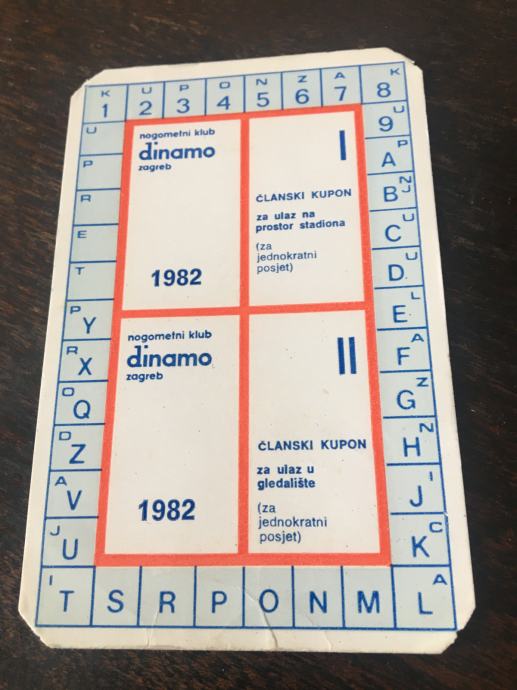 K U P O N Z A K
1 2 3 4 5 6 7 8
U 9
P A
NJ B
U C
U D
L E
A F
Z G
N H
I J
C K
A L
U
P
R
E
T
P Y
R X
O Q
D Z
A V
J U
I T
S R P O N M
nogometni klub
dinamo
zagreb
1982
I
ČLANSKI KUPON
za ulaz na
prostor stadiona
(za
jednokratni
posjet)
nogometni klub
dinamo
zagreb
1982
II
ČLANSKI KUPON
za ulaz u
gledalište
(za
jednokratni
posjet)